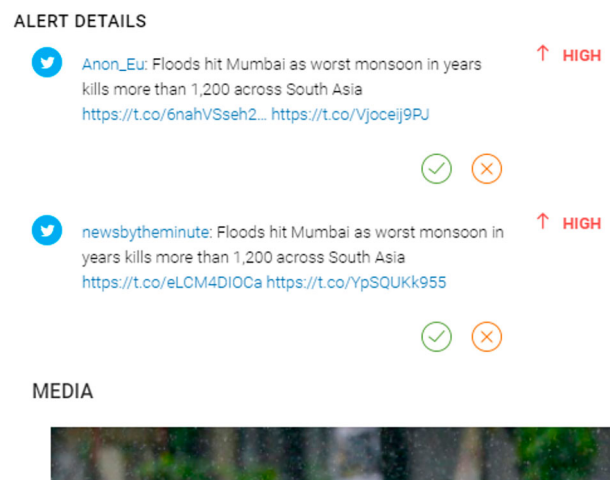 ALERT DETAILS
Anon_Eu: Floods hit Mumbai as worst monsoon in years
HIGH
kills more than 1,200 across South Asia
https://t.co/6nahVSseh2... https://t.co/Vjoceij9PJ
newsbytheminute: Floods hit Mumbai as worst monsoon in
HIGH
years kills more than 1,200 across South Asia
https://t.co/eLCM4DIOCa https://t.co/YpSQUKk955
MEDIA